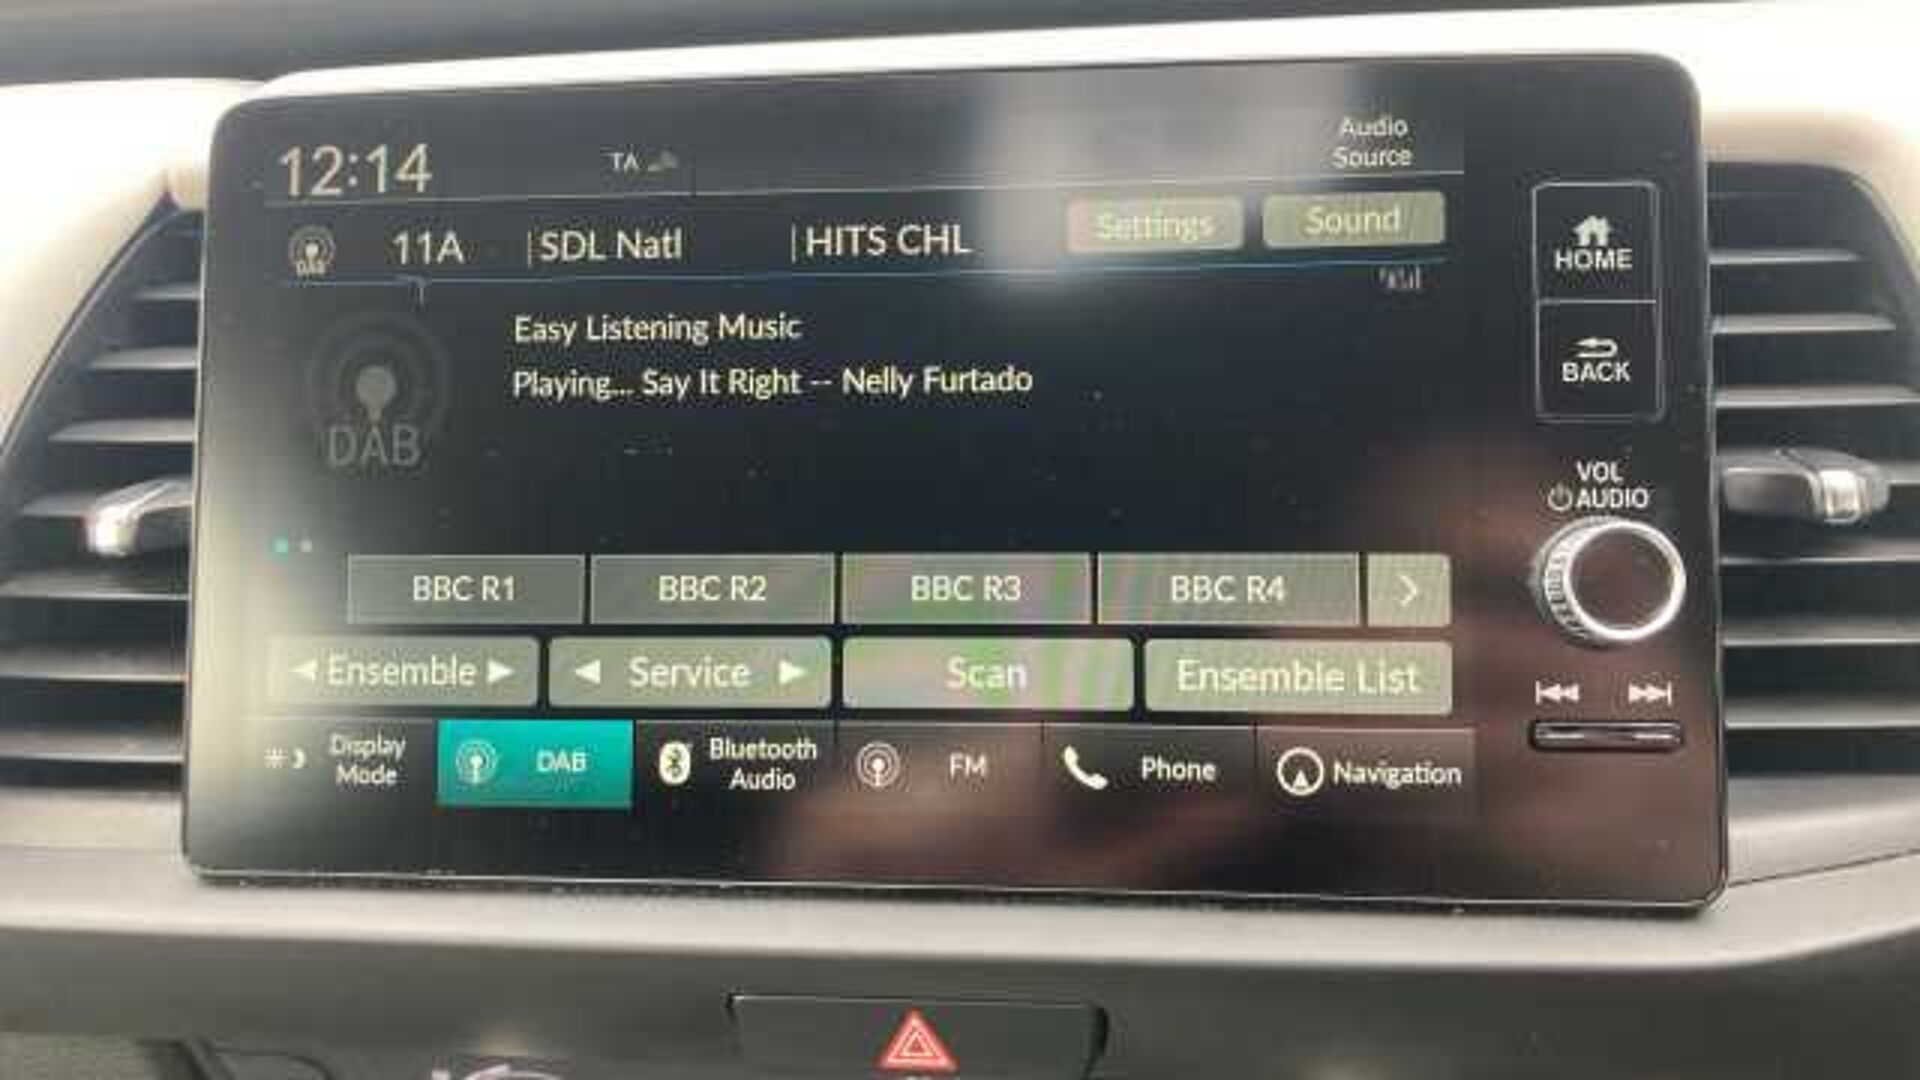 12:14
TA
Audio
Source
DAB
11A
SDL Natl
HITS CHL
Settings
Sound
HOME
Easy Listening Music
Playing... Say It Right -- Nelly Furtado
BACK
DAB
VOL
AUDIO
BBC R1
BBC R2
BBC R3
BBC R4
Ensemble
Service
Scan
Ensemble List
Display
Mode
DAB
Bluetooth
Audio
FM
Phone
Navigation